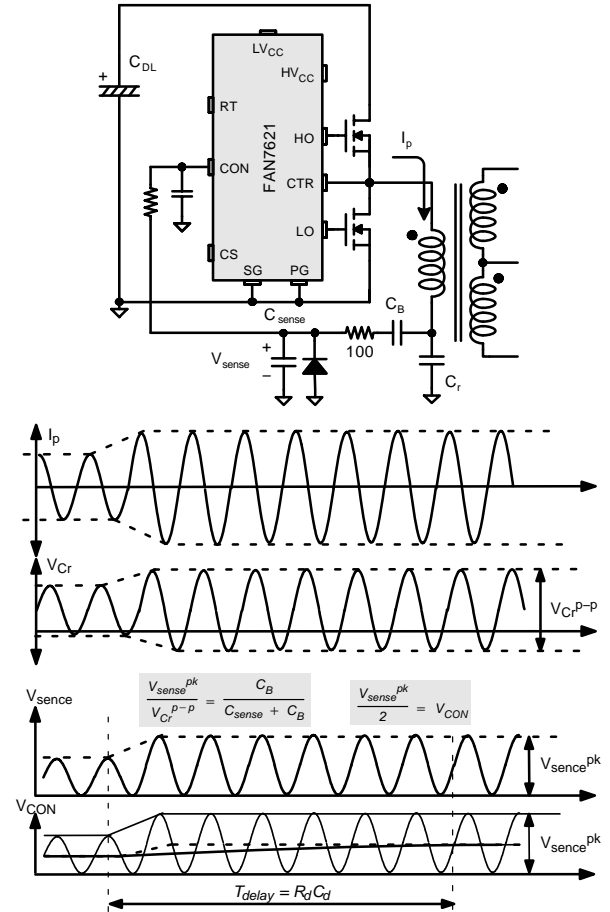 C_DL
+
LV_CC
HV_CC
RT
HO
I_p
CON
FAN7621
CTR
LO
CS
SG PG
C_sense
C_B
V_sense
+
−
100
C_r
I_p
V_Cr
V_Cr^p−p
V_sence
V_sense^pk / V_Cr^p−p = C_B / C_sense + C_B
V_sense^pk / 2 = V_CON
V_sence^pk
V_CON
V_sence^pk
T_delay = R_d C_d